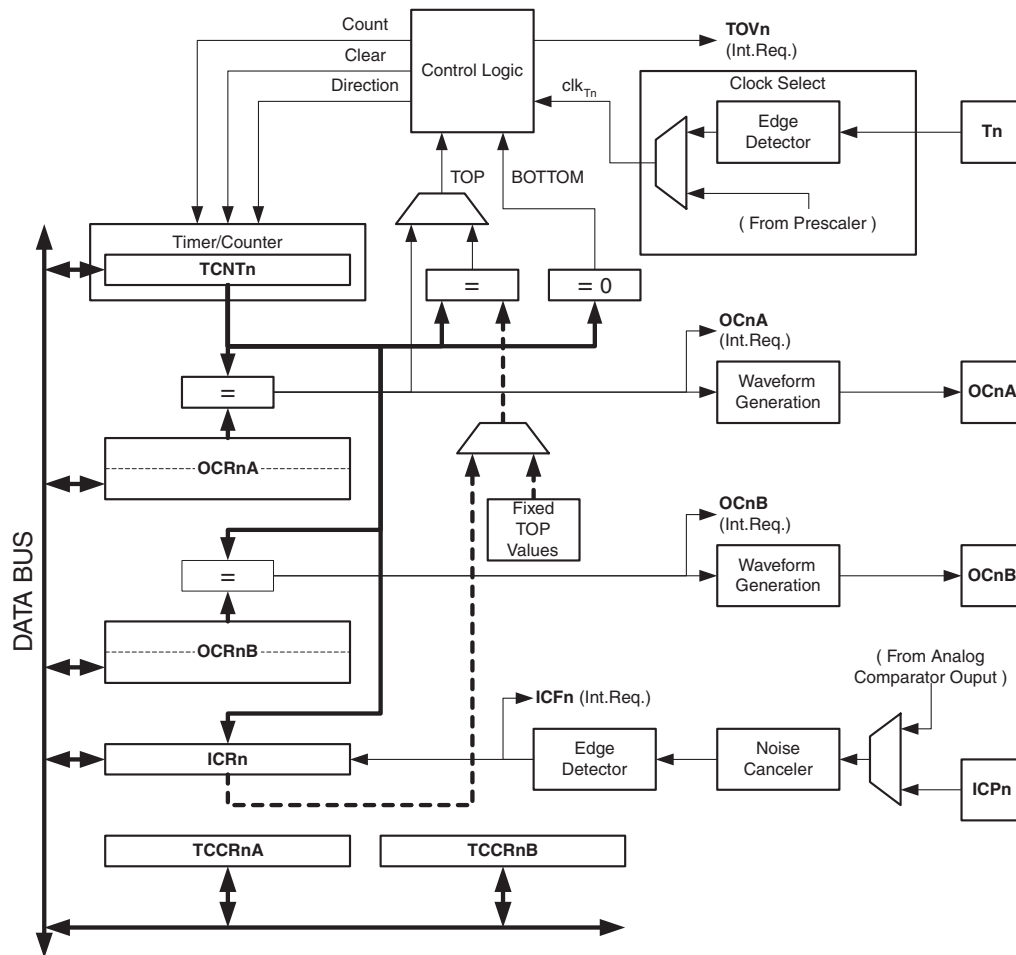 Count
Clear
Direction
Control Logic
TOVn
(Int.Req.)
clkTn
Clock Select
Edge
Detector
Tn
( From Prescaler )
TOP
BOTTOM
Timer/Counter
TCNTn
=
= 0
OCnA
(Int.Req.)
=
Waveform
Generation
OCnA
OCRnA
Fixed
TOP
Values
OCnB
(Int.Req.)
=
Waveform
Generation
OCnB
DATA BUS
OCRnB
( From Analog
Comparator Ouput )
ICFn (Int.Req.)
ICRn
Edge
Detector
Noise
Canceler
ICPn
TCCRnA
TCCRnB